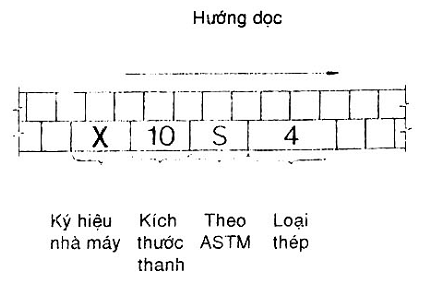 Hướng dọc
X 10 S 4
Ký hiệu nhà máy
Kích thước thanh
Theo ASTM
Loại thép